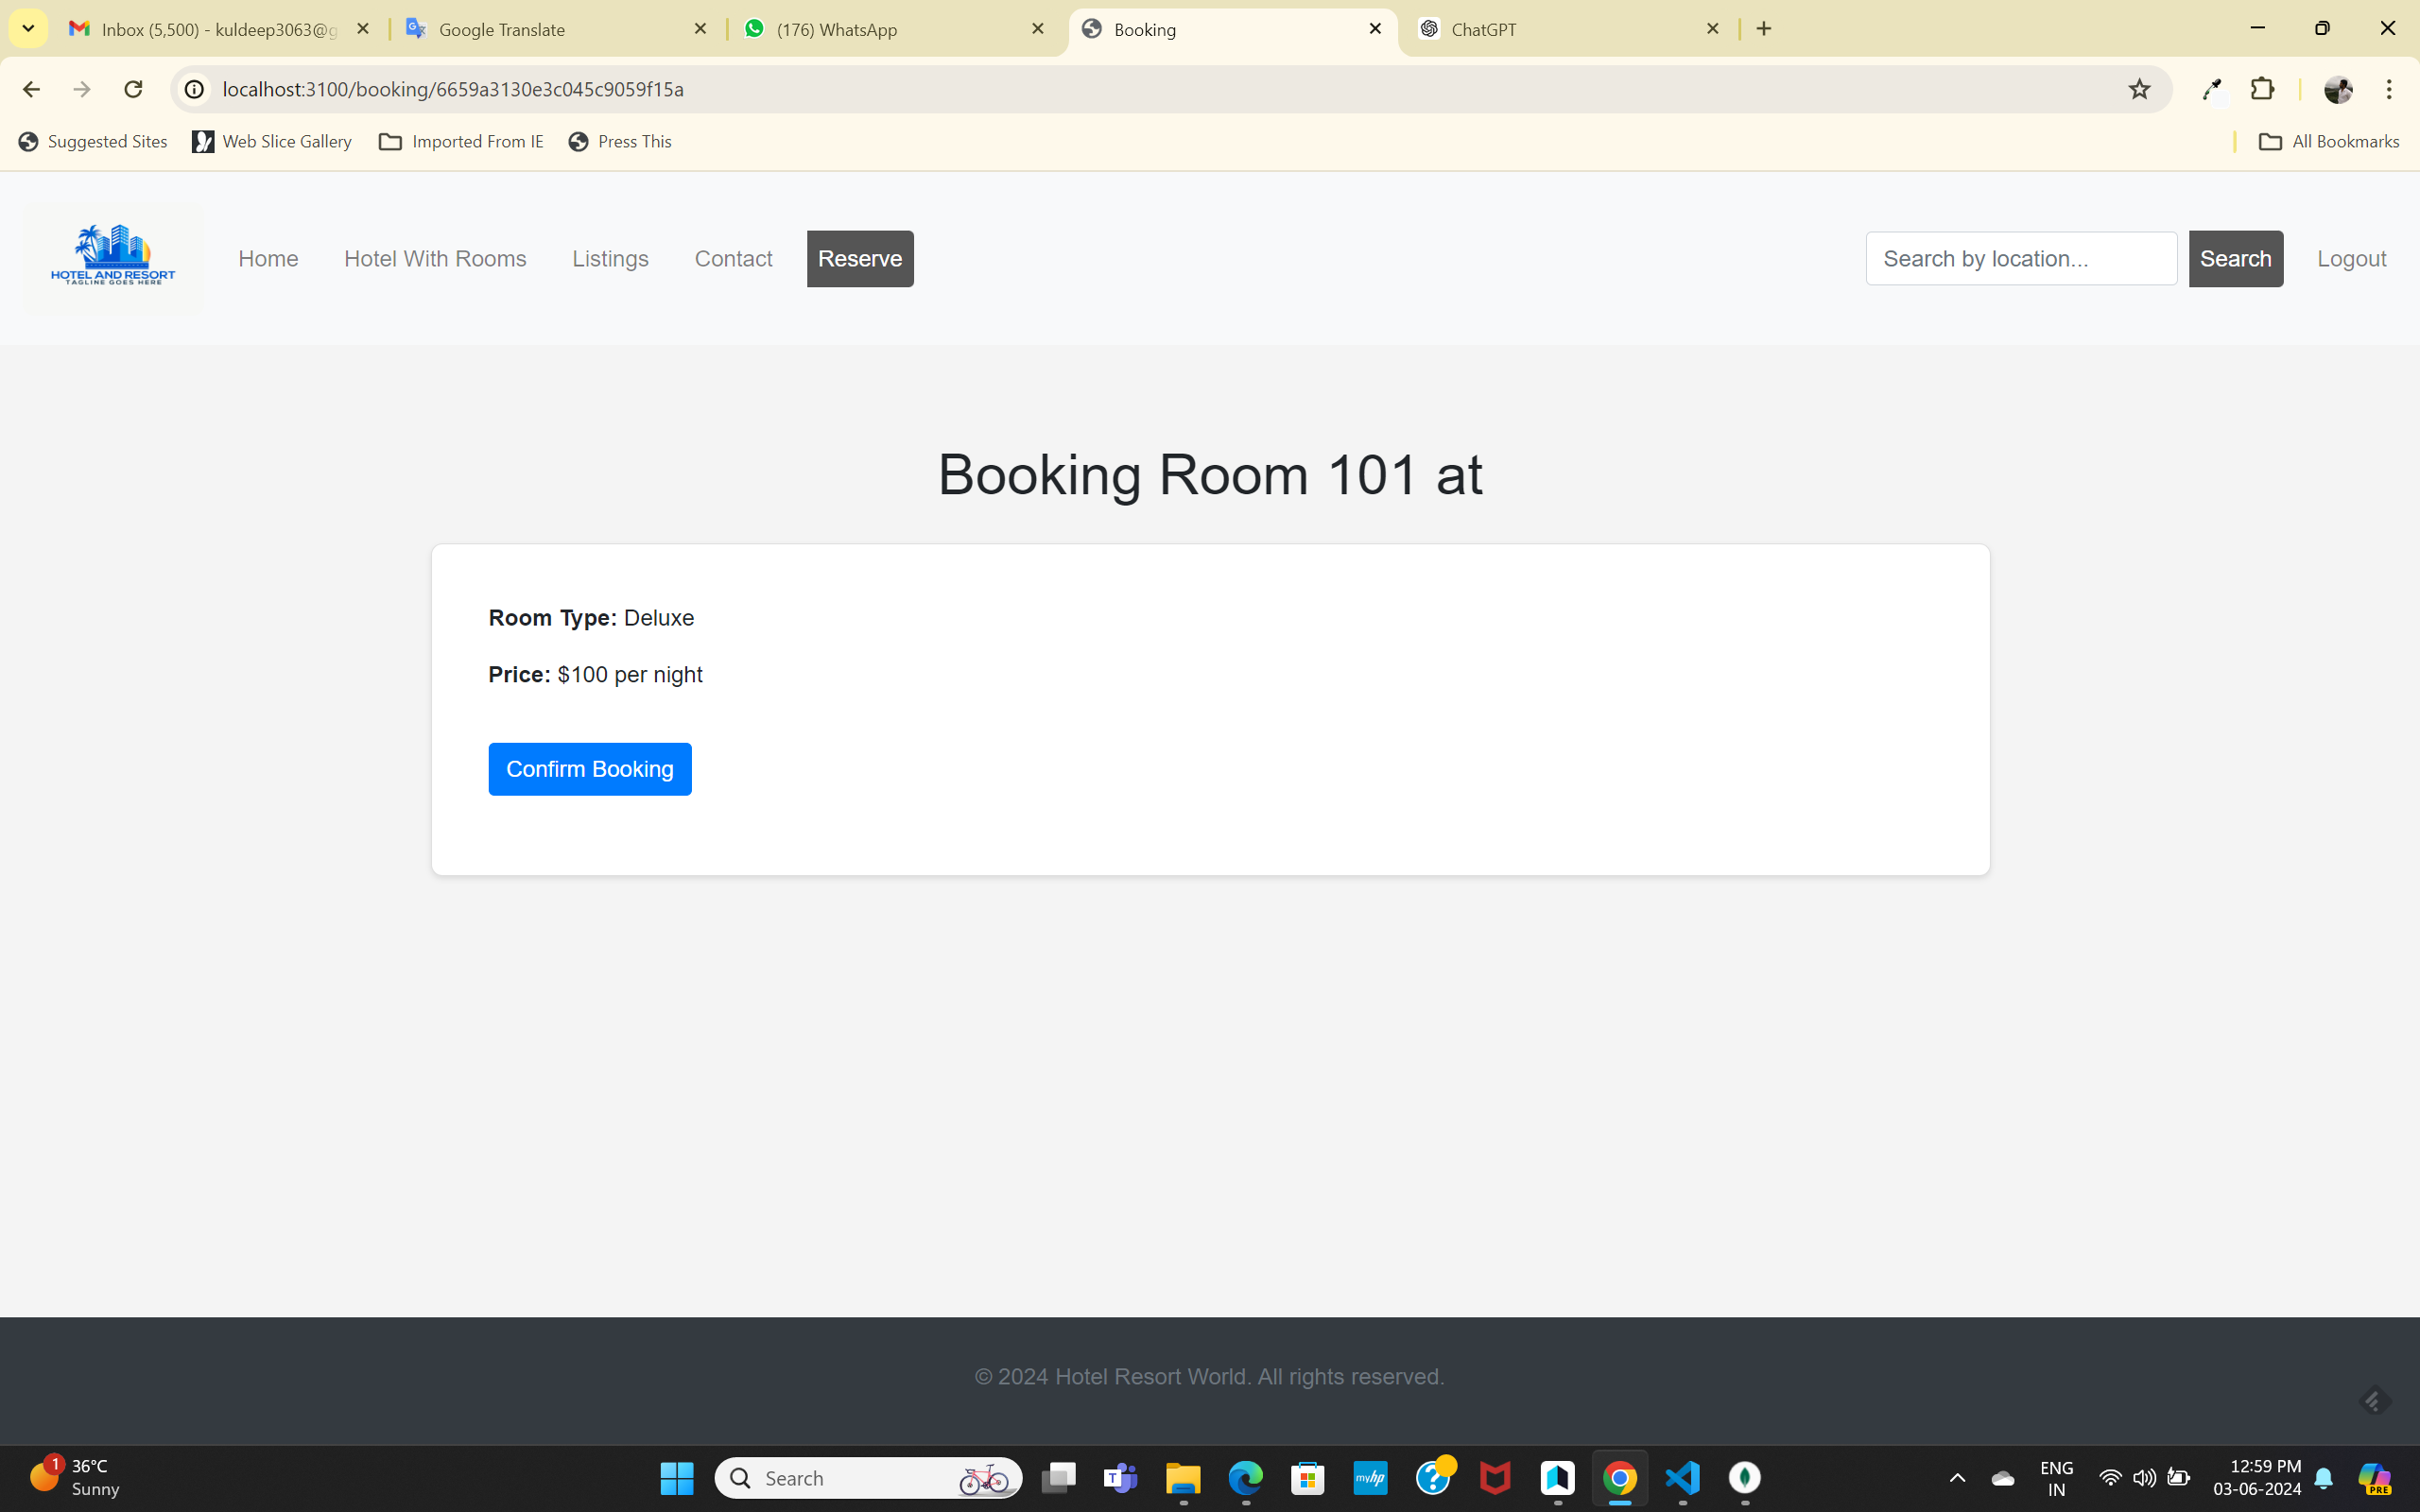 Inbox (5,500) - kuldeep3063@g
Google Translate
(176) WhatsApp
Booking
ChatGPT
localhost:3100/booking/6659a3130e3c045c9059f15a
Suggested Sites
Web Slice Gallery
Imported From IE
Press This
All Bookmarks
HOTEL AND RESORT
TAGLINE GOES HERE
Home
Hotel With Rooms
Listings
Contact
Reserve
Search by location...
Search
Logout
Booking Room 101 at
Room Type: Deluxe
Price: $100 per night
Confirm Booking
© 2024 Hotel Resort World. All rights reserved.
1
36°C
Sunny
Search
T
myhp
?
ENG
IN
12:59 PM
03-06-2024
PRE